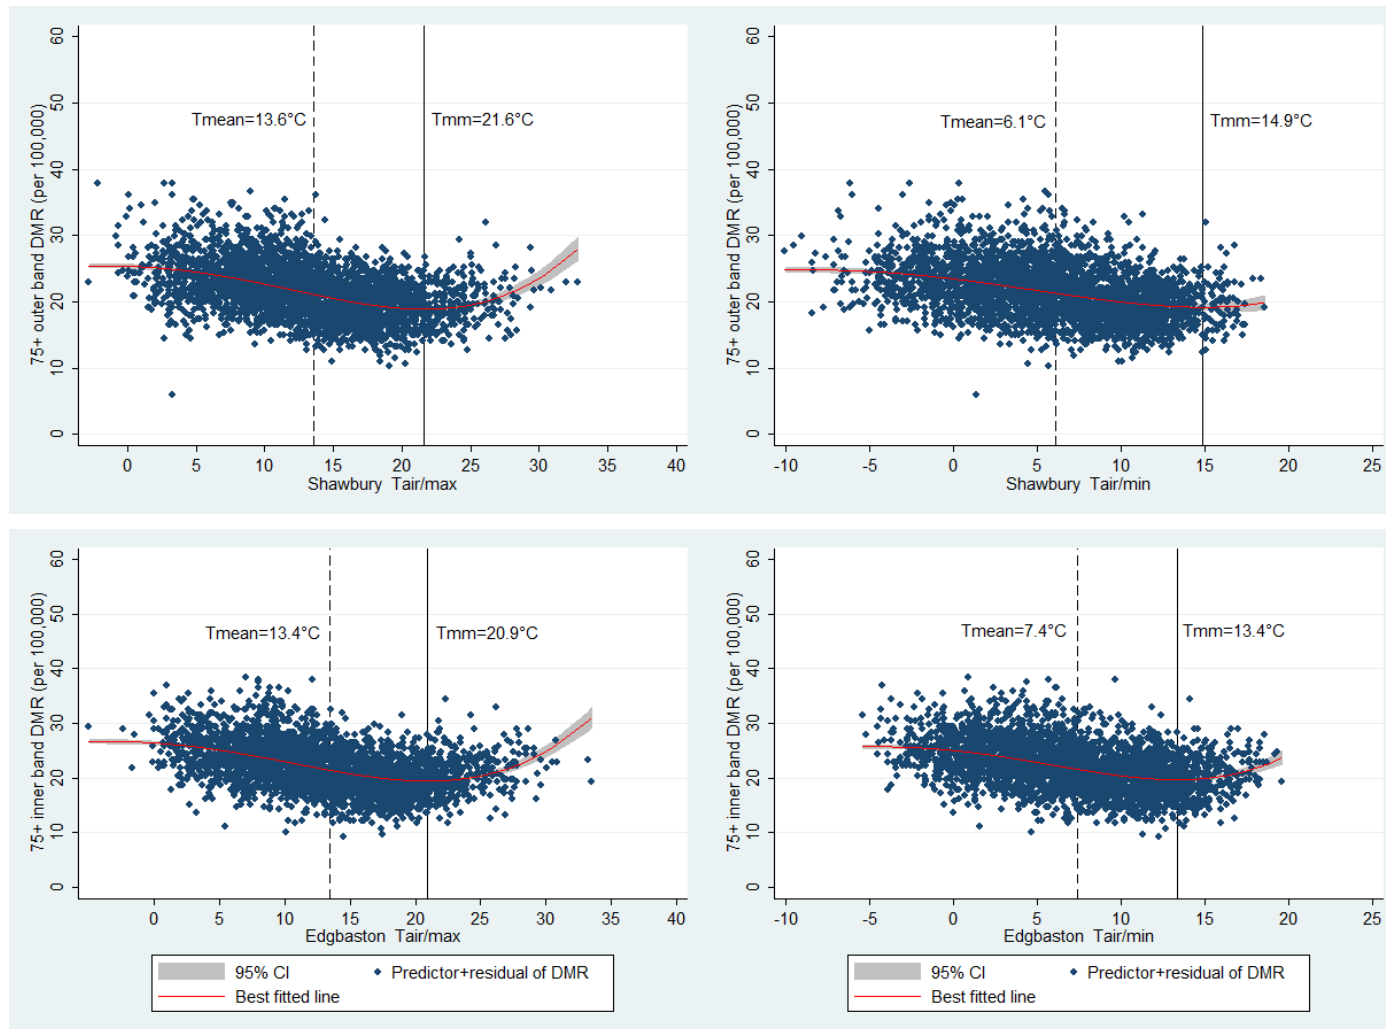 75+ outer band DMR (per 100,000)
60
50
40
30
20
10
0
Tmean=13.6°C
Tmm=21.6°C
0 5 10 15 20 25 30 35 40
Shawbury Tair/max
75+ outer band DMR (per 100,000)
60
50
40
30
20
10
0
Tmean=6.1°C
Tmm=14.9°C
-10 -5 0 5 10 15 20 25
Shawbury Tair/min
75+ inner band DMR (per 100,000)
60
50
40
30
20
10
0
Tmean=13.4°C
Tmm=20.9°C
0 5 10 15 20 25 30 35 40
Edgbaston Tair/max
95% CI
Predictor+residual of DMR
Best fitted line
75+ inner band DMR (per 100,000)
60
50
40
30
20
10
0
Tmean=7.4°C
Tmm=13.4°C
-10 -5 0 5 10 15 20 25
Edgbaston Tair/min
95% CI
Predictor+residual of DMR
Best fitted line